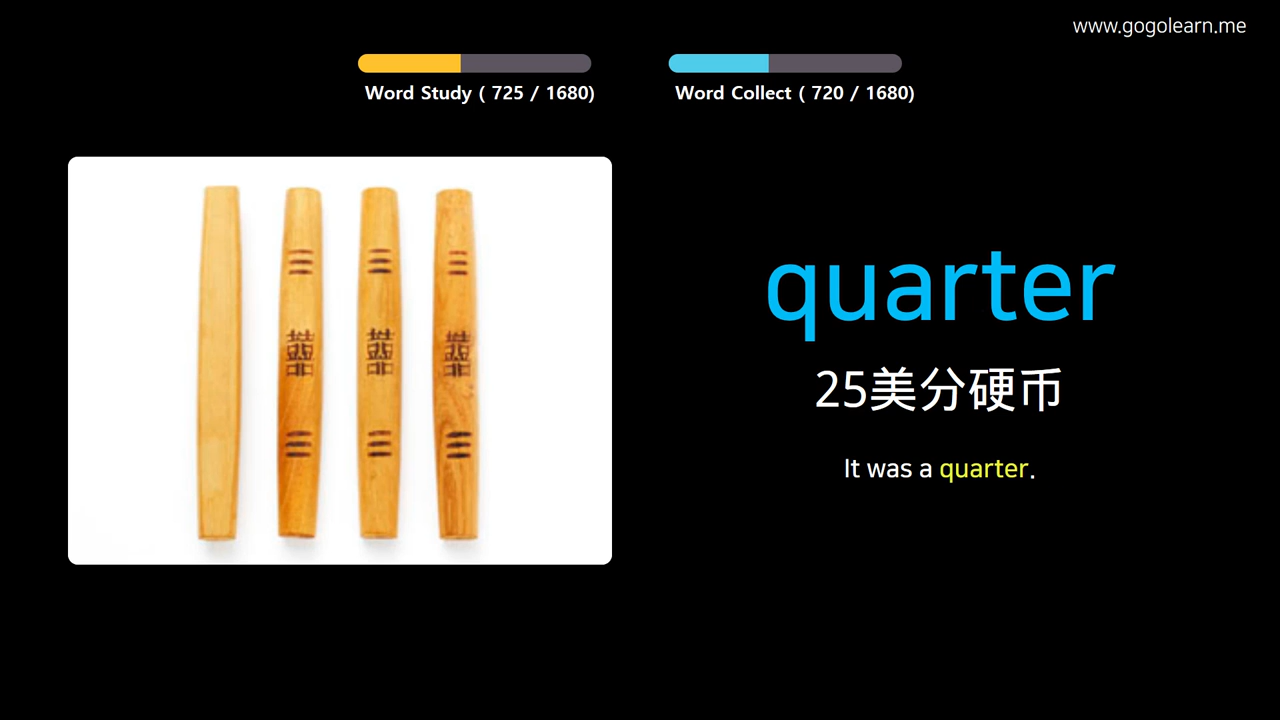 www.gogolearn.me
Word Study ( 725 / 1680)
Word Collect ( 720 / 1680)
quarter
25美分硬币
It was a quarter.